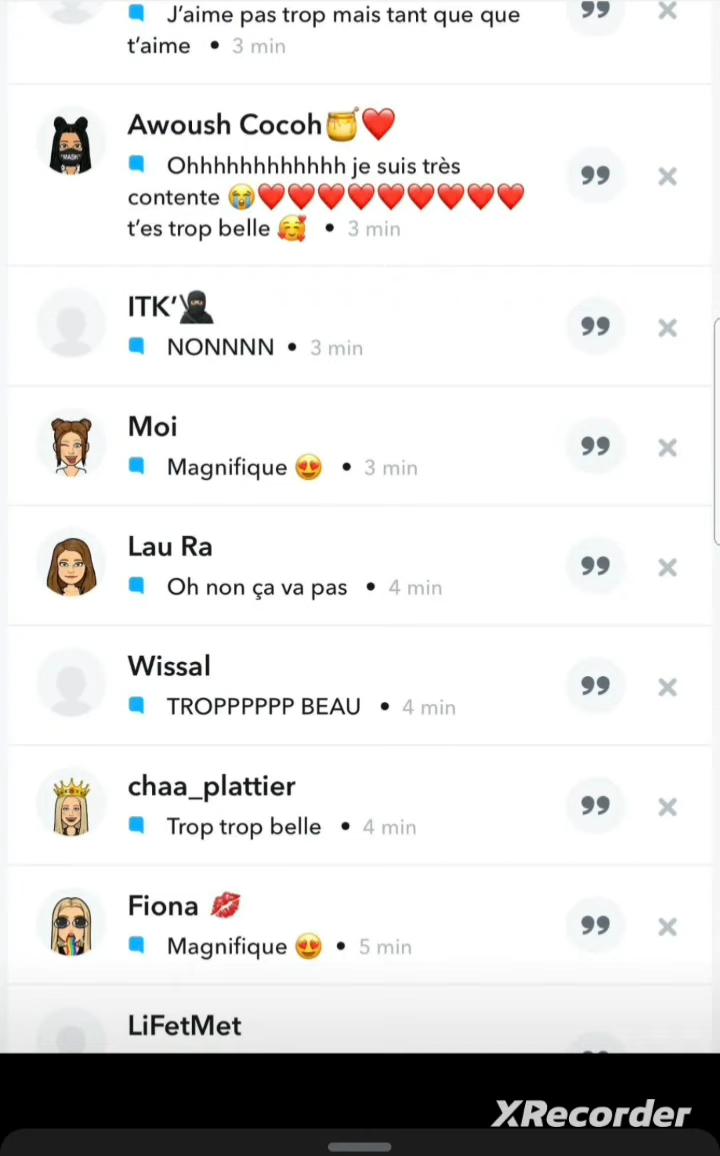 J'aime pas trop mais tant que que
t'aime • 3 min
Awoush Cocoh🍯❤️
Ohhhhhhhhhhhh je suis très
contente 😭❤️❤️❤️❤️❤️❤️❤️❤️❤️
t'es trop belle 🥰 • 3 min
ITK'🥷
NONNNN • 3 min
Moi
Magnifique 😍 • 3 min
Lau Ra
Oh non ça va pas • 4 min
Wissal
TROPPPPPP BEAU • 4 min
chaa_plattier
Trop trop belle • 4 min
Fiona 💋
Magnifique 😍 • 5 min
LiFetMet
XRecorder